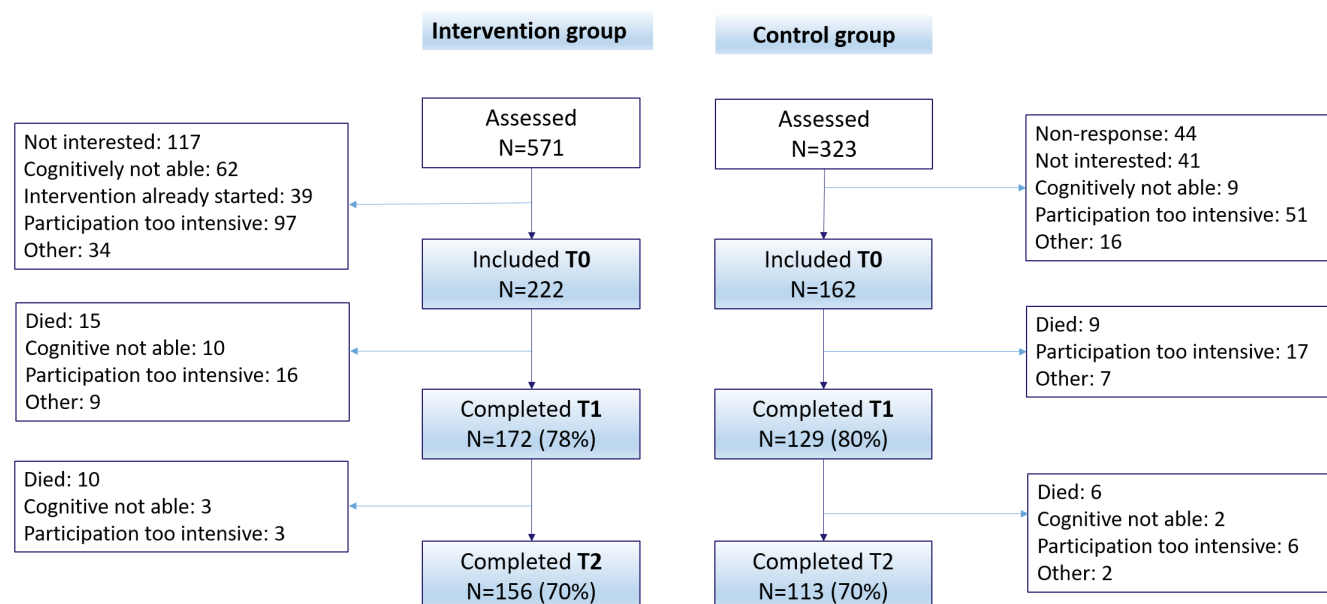 Intervention group
Control group
Assessed
N=571
Assessed
N=323
Not interested: 117
Cognitively not able: 62
Intervention already started: 39
Participation too intensive: 97
Other: 34
Non-response: 44
Not interested: 41
Cognitively not able: 9
Participation too intensive: 51
Other: 16
Included T0
N=222
Included T0
N=162
Died: 15
Cognitive not able: 10
Participation too intensive: 16
Other: 9
Died: 9
Participation too intensive: 17
Other: 7
Completed T1
N=172 (78%)
Completed T1
N=129 (80%)
Died: 10
Cognitive not able: 3
Participation too intensive: 3
Died: 6
Cognitive not able: 2
Participation too intensive: 6
Other: 2
Completed T2
N=156 (70%)
Completed T2
N=113 (70%)